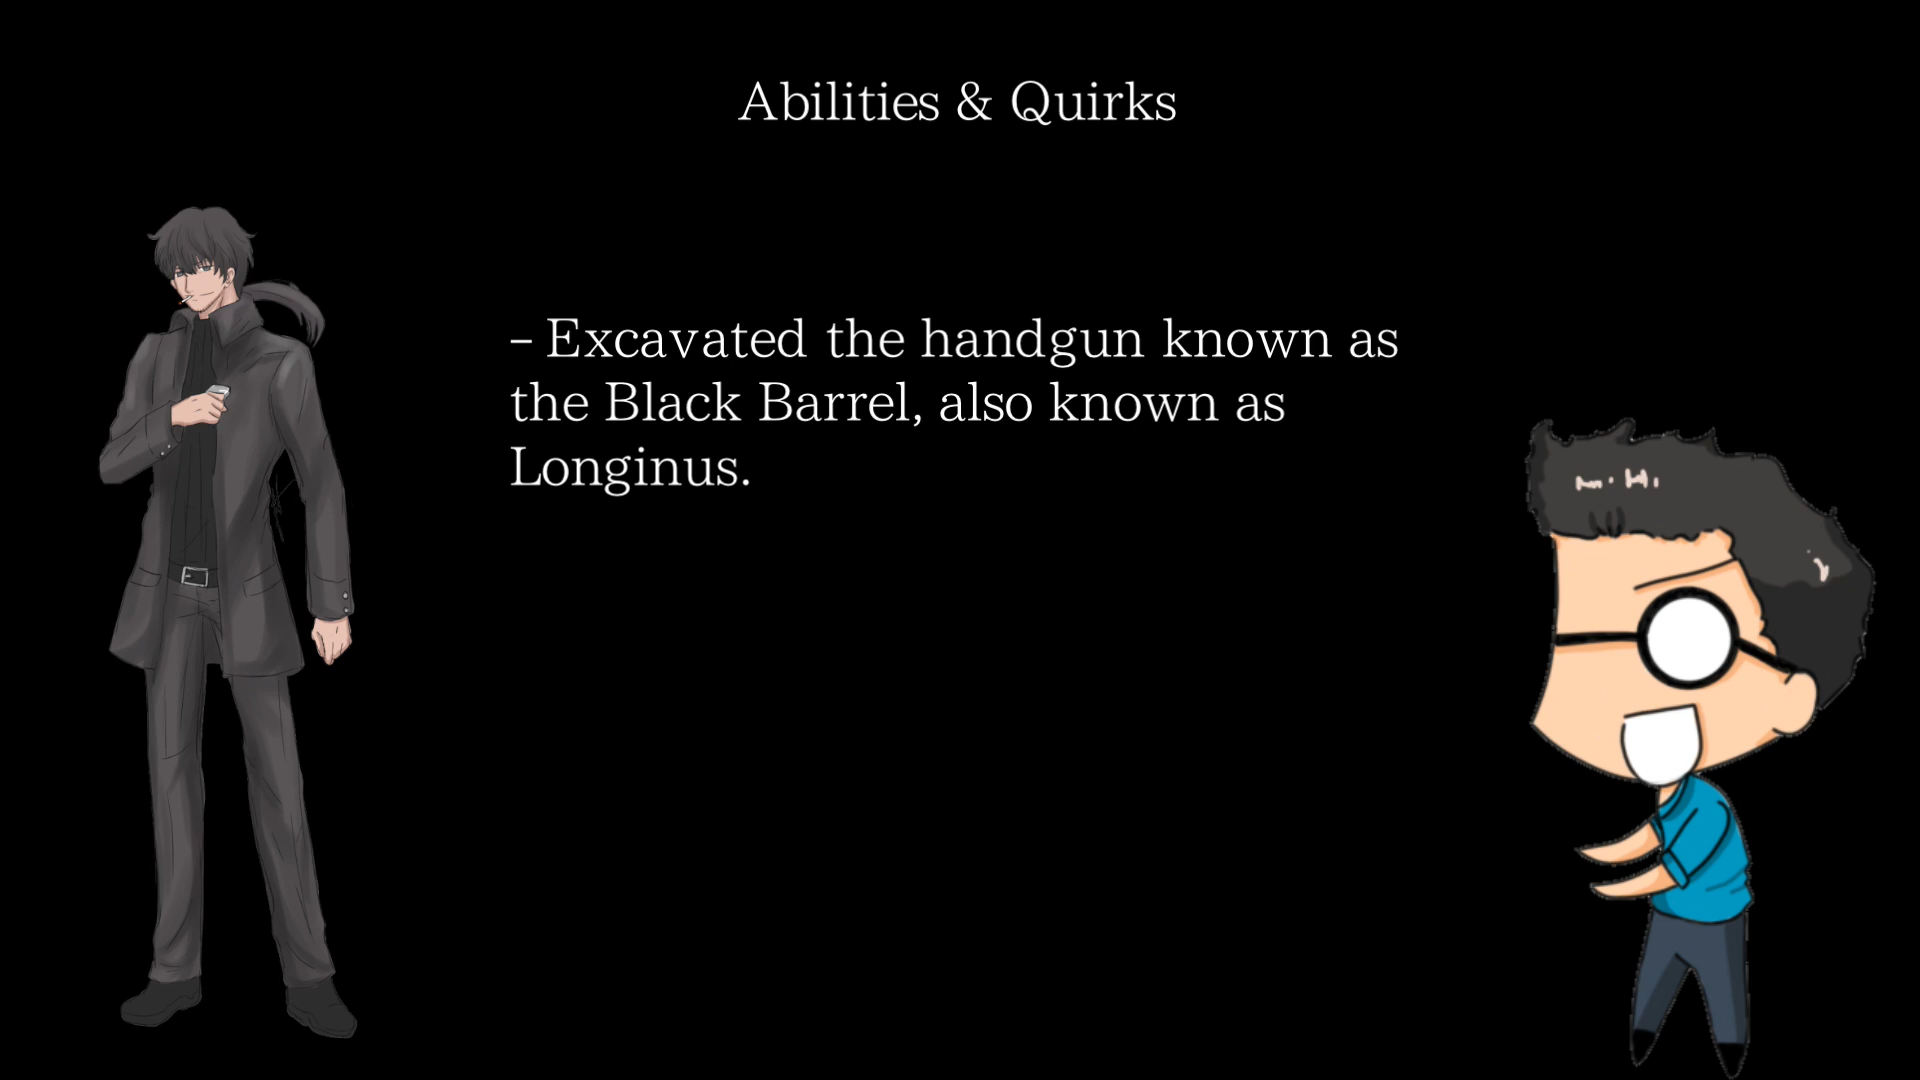 Abilities & Quirks
– Excavated the handgun known as
the Black Barrel, also known as
Longinus.